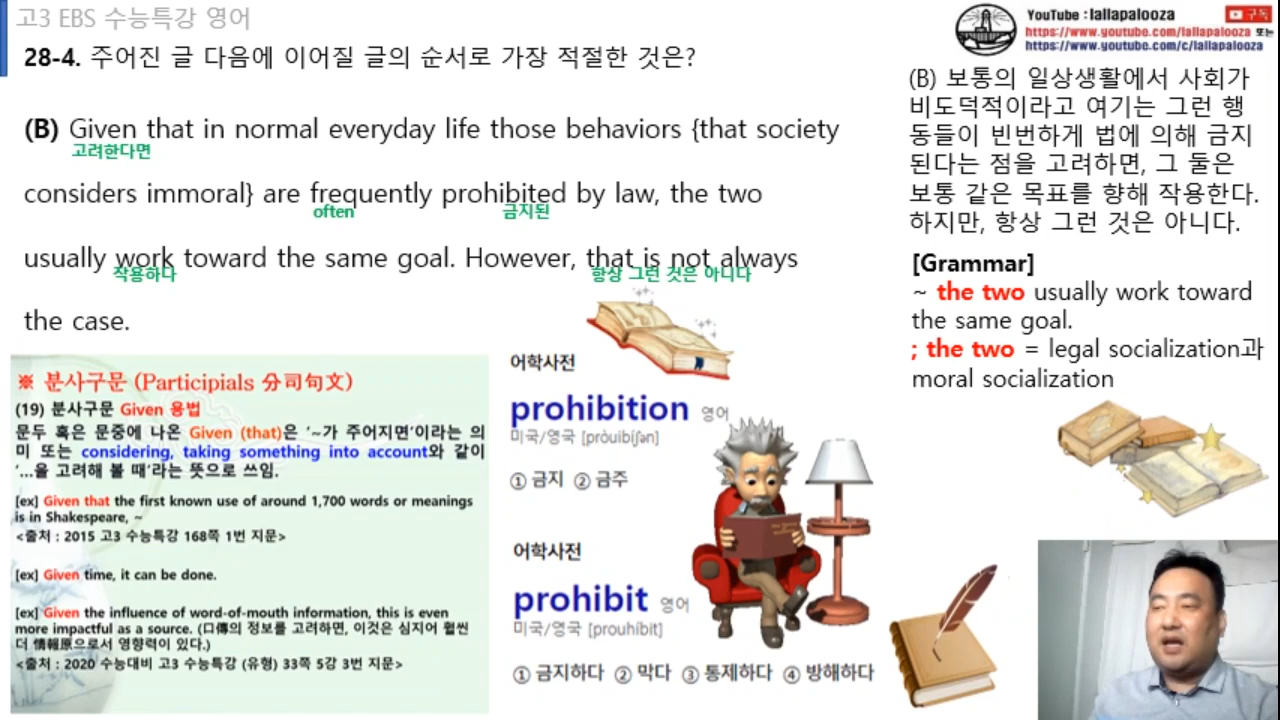 고3 EBS 수능특강 영어
YouTube : lallapalooza
구독
https://www.youtube.com/lallapalooza 또는
https://www.youtube.com/c/lallapalooza
28-4. 주어진 글 다음에 이어질 글의 순서로 가장 적절한 것은?
(B) Given that in normal everyday life those behaviors {that society
고려한다면
considers immoral} are frequently prohibited by law, the two
often 금지된
usually work toward the same goal. However, that is not always
작용하다 항상 그런 것은 아니다
the case.
(B) 보통의 일상생활에서 사회가
비도덕적이라고 여기는 그런 행
동들이 빈번하게 법에 의해 금지
된다는 점을 고려하면, 그 둘은
보통 같은 목표를 향해 작용한다.
하지만, 항상 그런 것은 아니다.
[Grammar]
~ the two usually work toward
the same goal.
; the two = legal socialization과
moral socialization
※ 분사구문 (Participials 分司句文)
(19) 분사구문 Given 용법
문두 혹은 문중에 나온 Given (that)은 '~가 주어지면'이라는 의
미 또는 considering, taking something into account와 같이
'...을 고려해 볼 때'라는 뜻으로 쓰임.
[ex] Given that the first known use of around 1,700 words or meanings
is in Shakespeare, ~
<출처 : 2015 고3 수능특강 168쪽 1번 지문>
[ex] Given time, it can be done.
[ex] Given the influence of word-of-mouth information, this is even
more impactful as a source. (口傳의 정보를 고려하면, 이것은 심지어 훨씬
더 情報原으로서 영향력이 있다.)
<출처 : 2020 수능대비 고3 수능특강 (유형) 33쪽 5강 3번 지문>
어학사전
prohibition 영어
미국/영국 [pròuibíʃən]
① 금지 ② 금주
어학사전
prohibit 영어
미국/영국 [prouhíbit]
① 금지하다 ② 막다 ③ 통제하다 ④ 방해하다